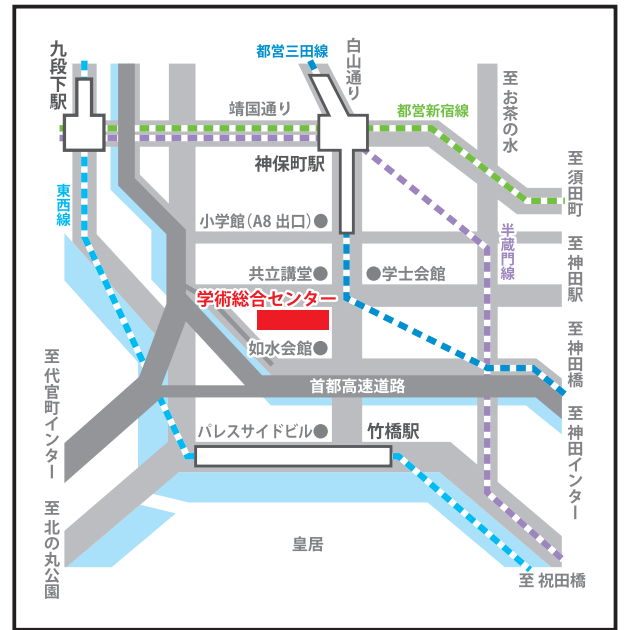 九段下駅
都営三田線
白山通り
靖国通り
都営新宿線
至 お茶の水
神保町駅
至 須田町
東西線
小学館(A8 出口)●
半蔵門線
至 神田駅
共立講堂●
●学士会館
学術総合センター
如水会館●
至 神田橋
至 代官町インター
首都高速道路
至 神田インター
パレスサイドビル●
竹橋駅
至 北の丸公園
皇居
至 祝田橋